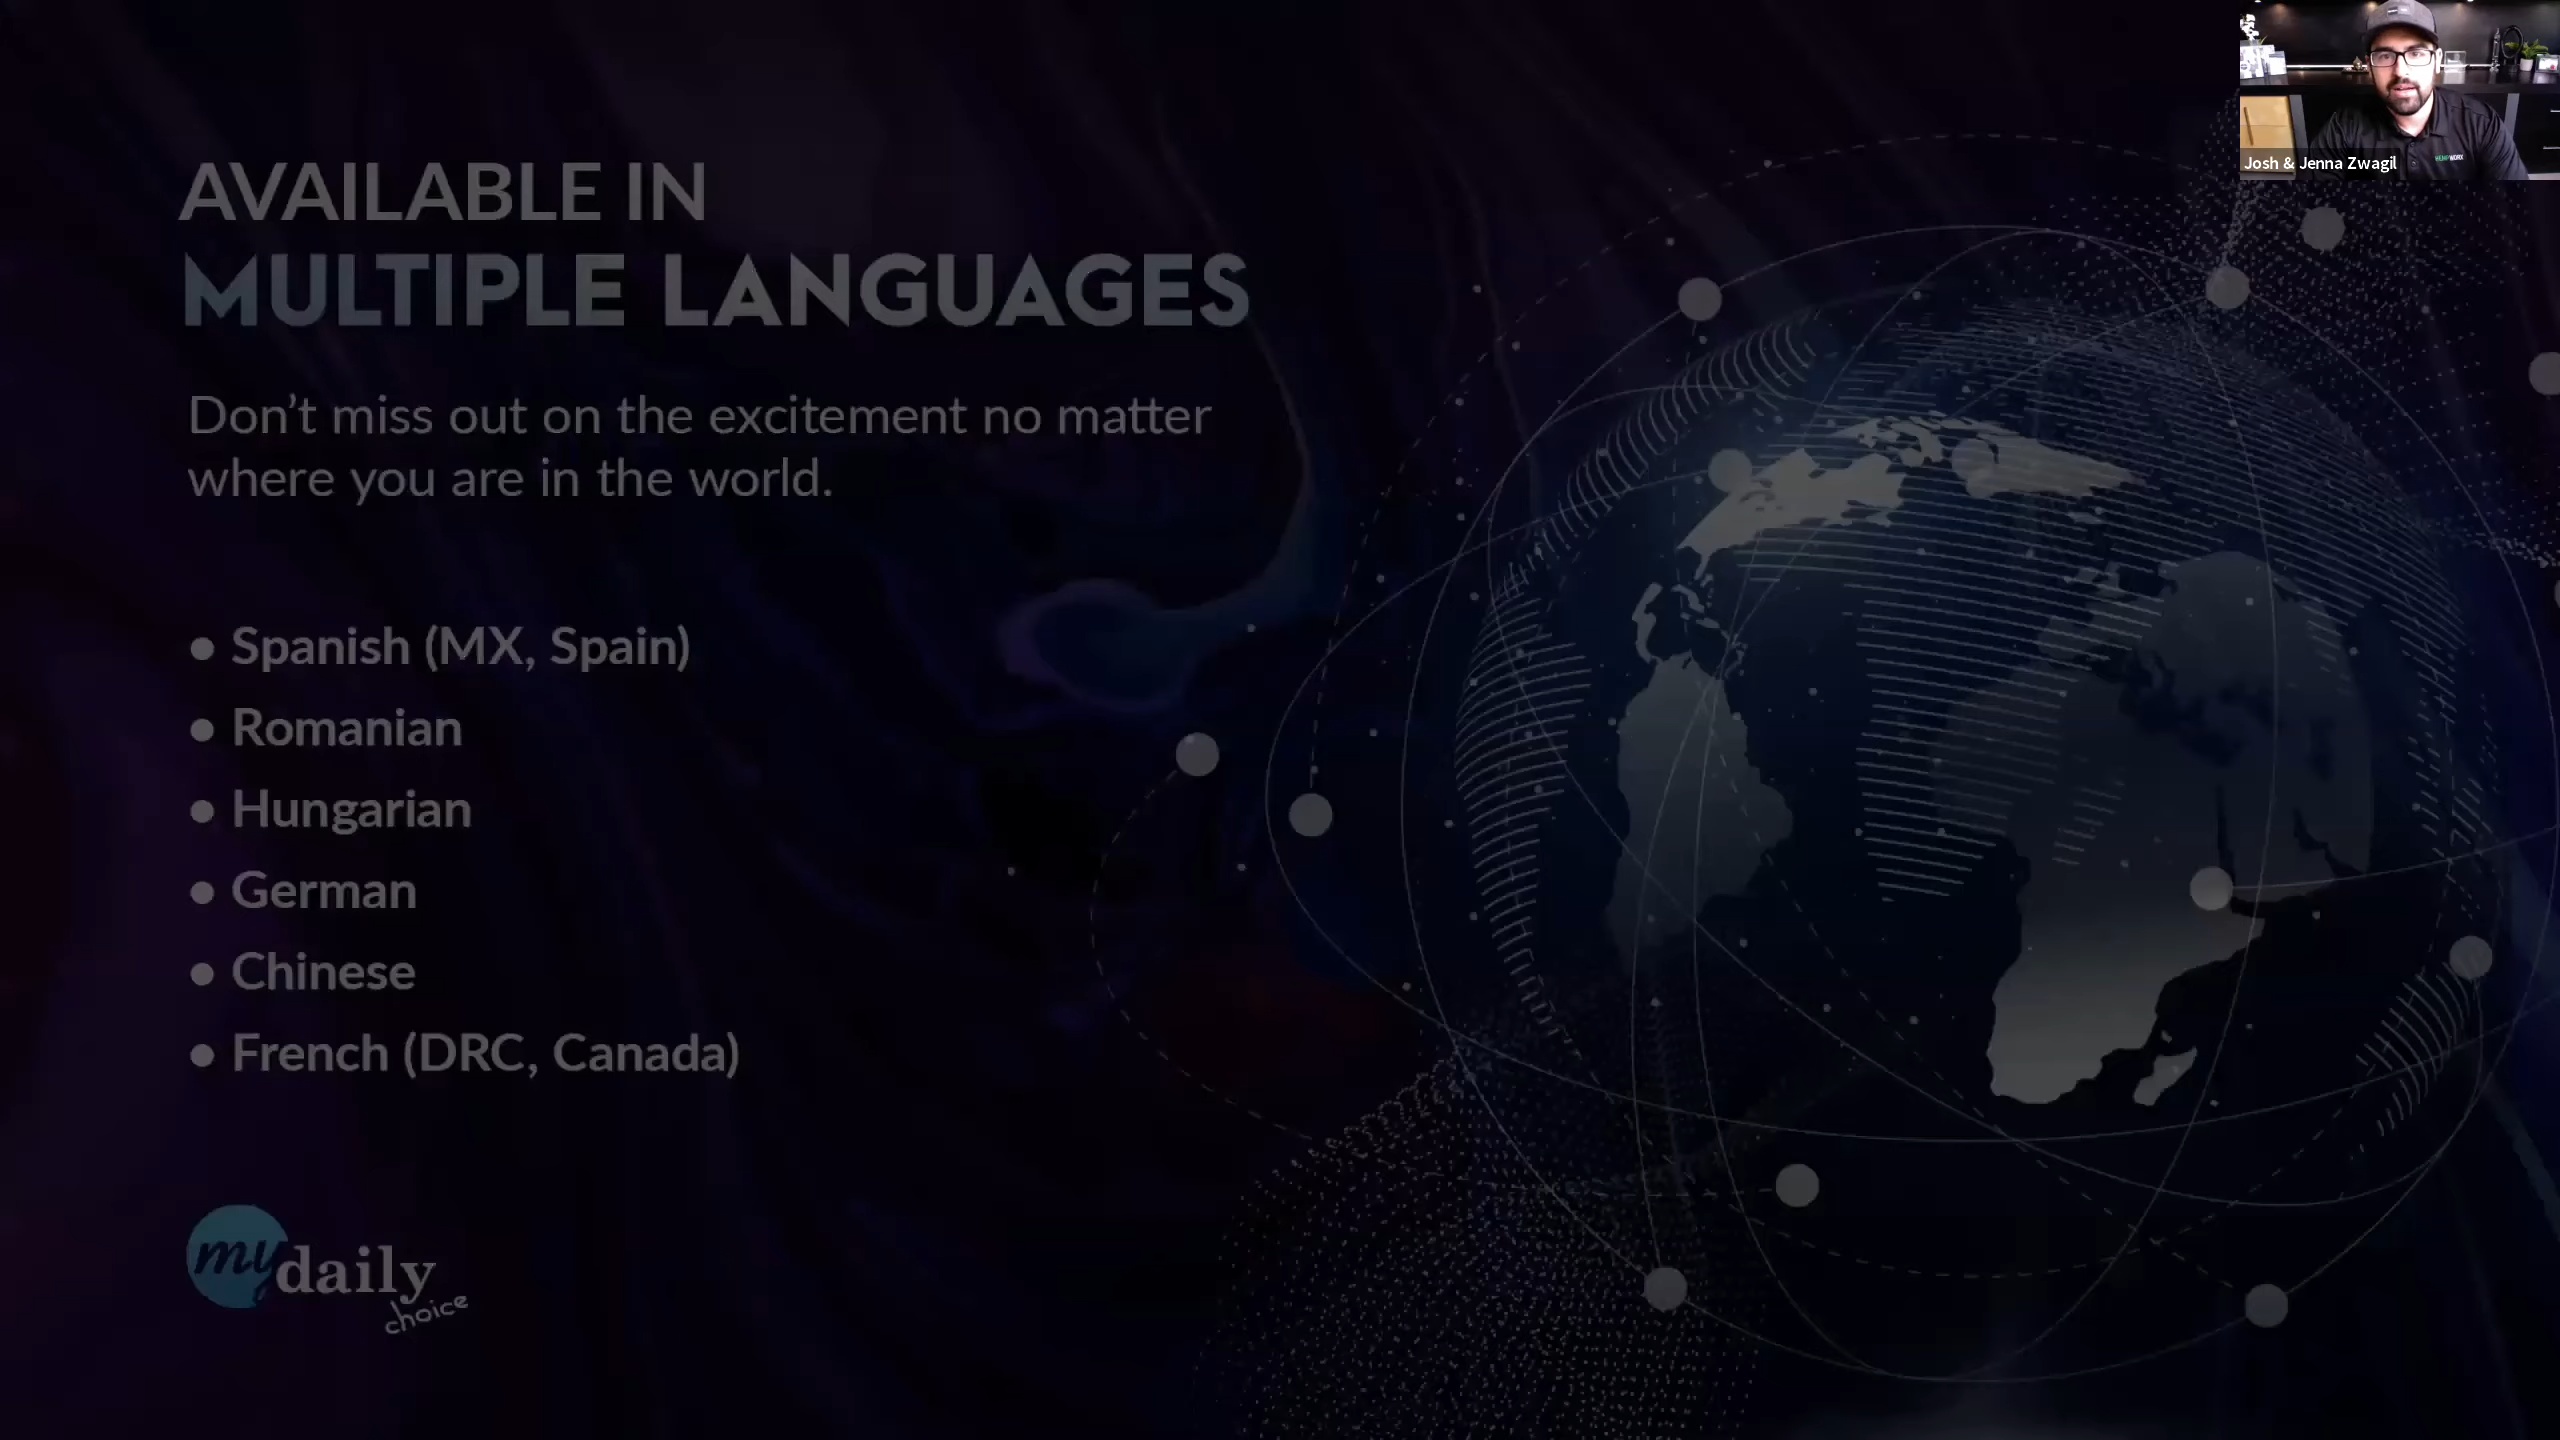 AVAILABLE IN
MULTIPLE LANGUAGES
Don’t miss out on the excitement no matter
where you are in the world.
● Spanish (MX, Spain)
● Romanian
● Hungarian
● German
● Chinese
● French (DRC, Canada)
my daily
choice
Josh & Jenna Zwagil
HEMPWORX